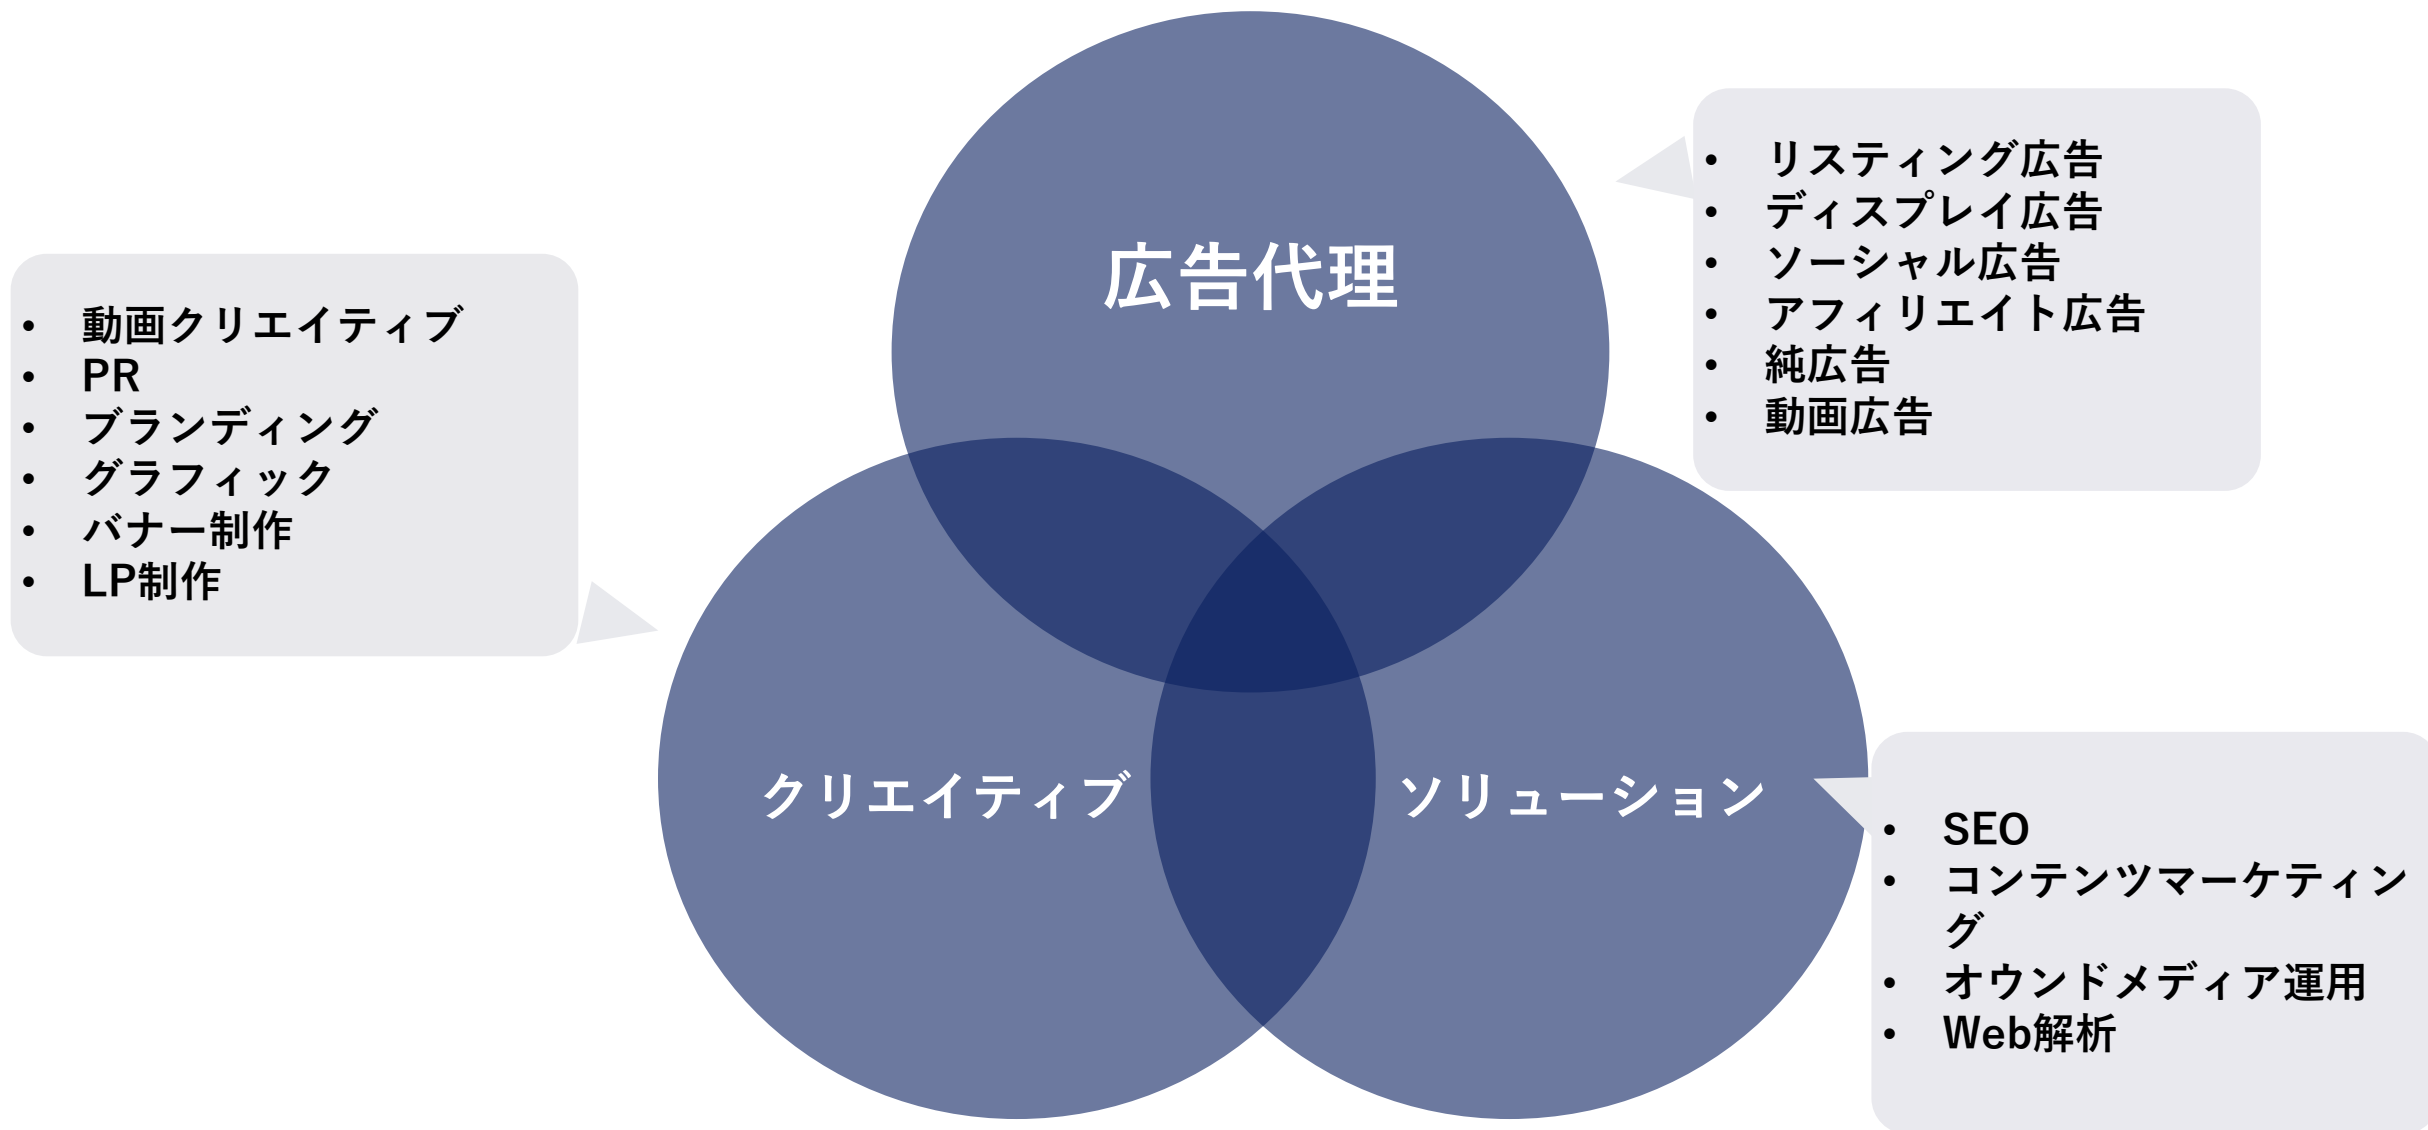 広告代理
• リスティング広告
• ディスプレイ広告
• ソーシャル広告
• アフィリエイト広告
• 純広告
• 動画広告
• 動画クリエイティブ
• PR
• ブランディング
• グラフィック
• バナー制作
• LP制作
クリエイティブ
ソリューション
• SEO
• コンテンツマーケティン
グ
• オウンドメディア運用
• Web解析